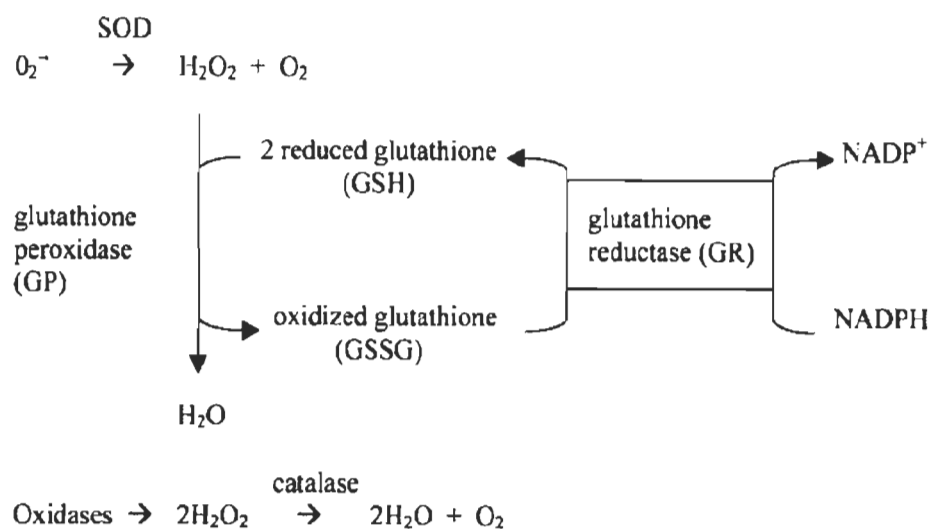 SOD
O₂⁻ → H₂O₂ + O₂
2 reduced glutathione
(GSH)
NADP⁺
glutathione
peroxidase
(GP)
glutathione
reductase (GR)
oxidized glutathione
(GSSG)
NADPH
H₂O
catalase
Oxidases → 2H₂O₂ → 2H₂O + O₂